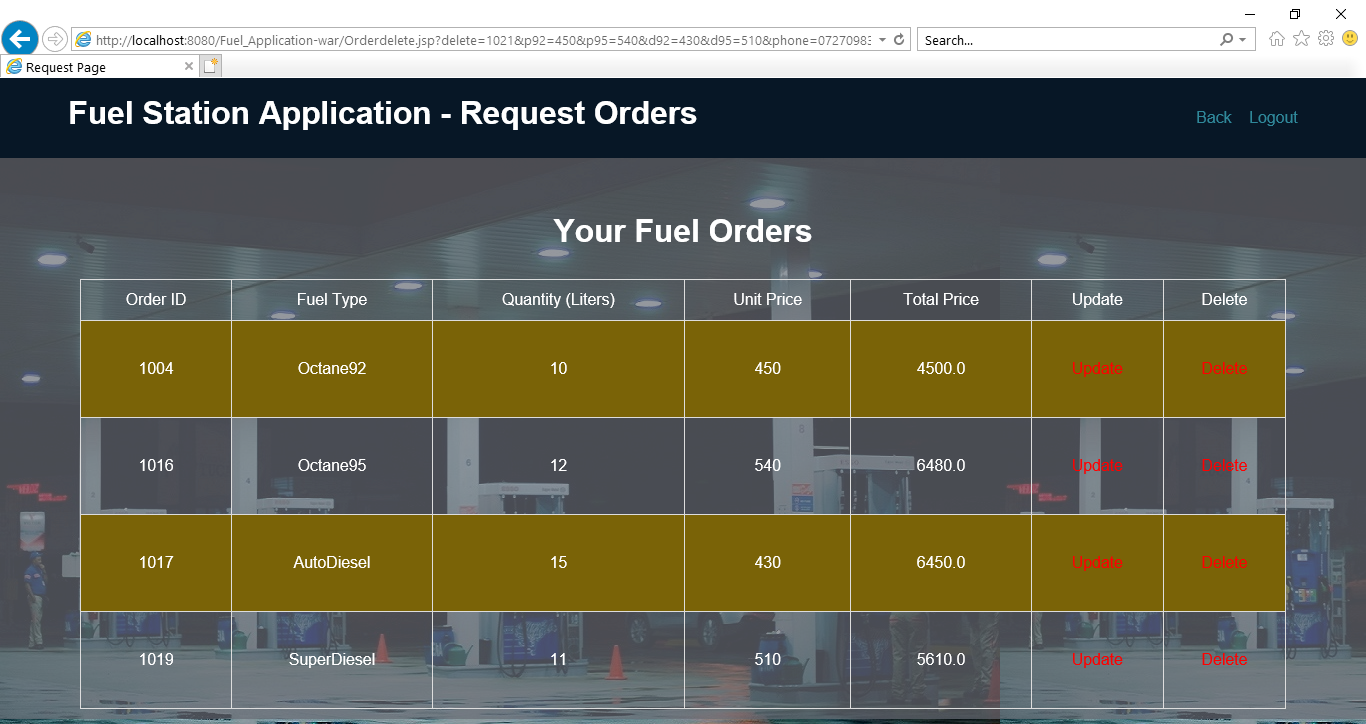 http://localhost:8080/Fuel_Application-war/Orderdelete.jsp?delete=1021&p92=450&p95=540&d92=430&d95=510&phone=07270983
Search...
Request Page
Fuel Station Application - Request Orders
Back Logout
Your Fuel Orders
Order ID Fuel Type Quantity (Liters) Unit Price Total Price Update Delete
1004 Octane92 10 450 4500.0 Update Delete
1016 Octane95 12 540 6480.0 Update Delete
1017 AutoDiesel 15 430 6450.0 Update Delete
1019 SuperDiesel 11 510 5610.0 Update Delete